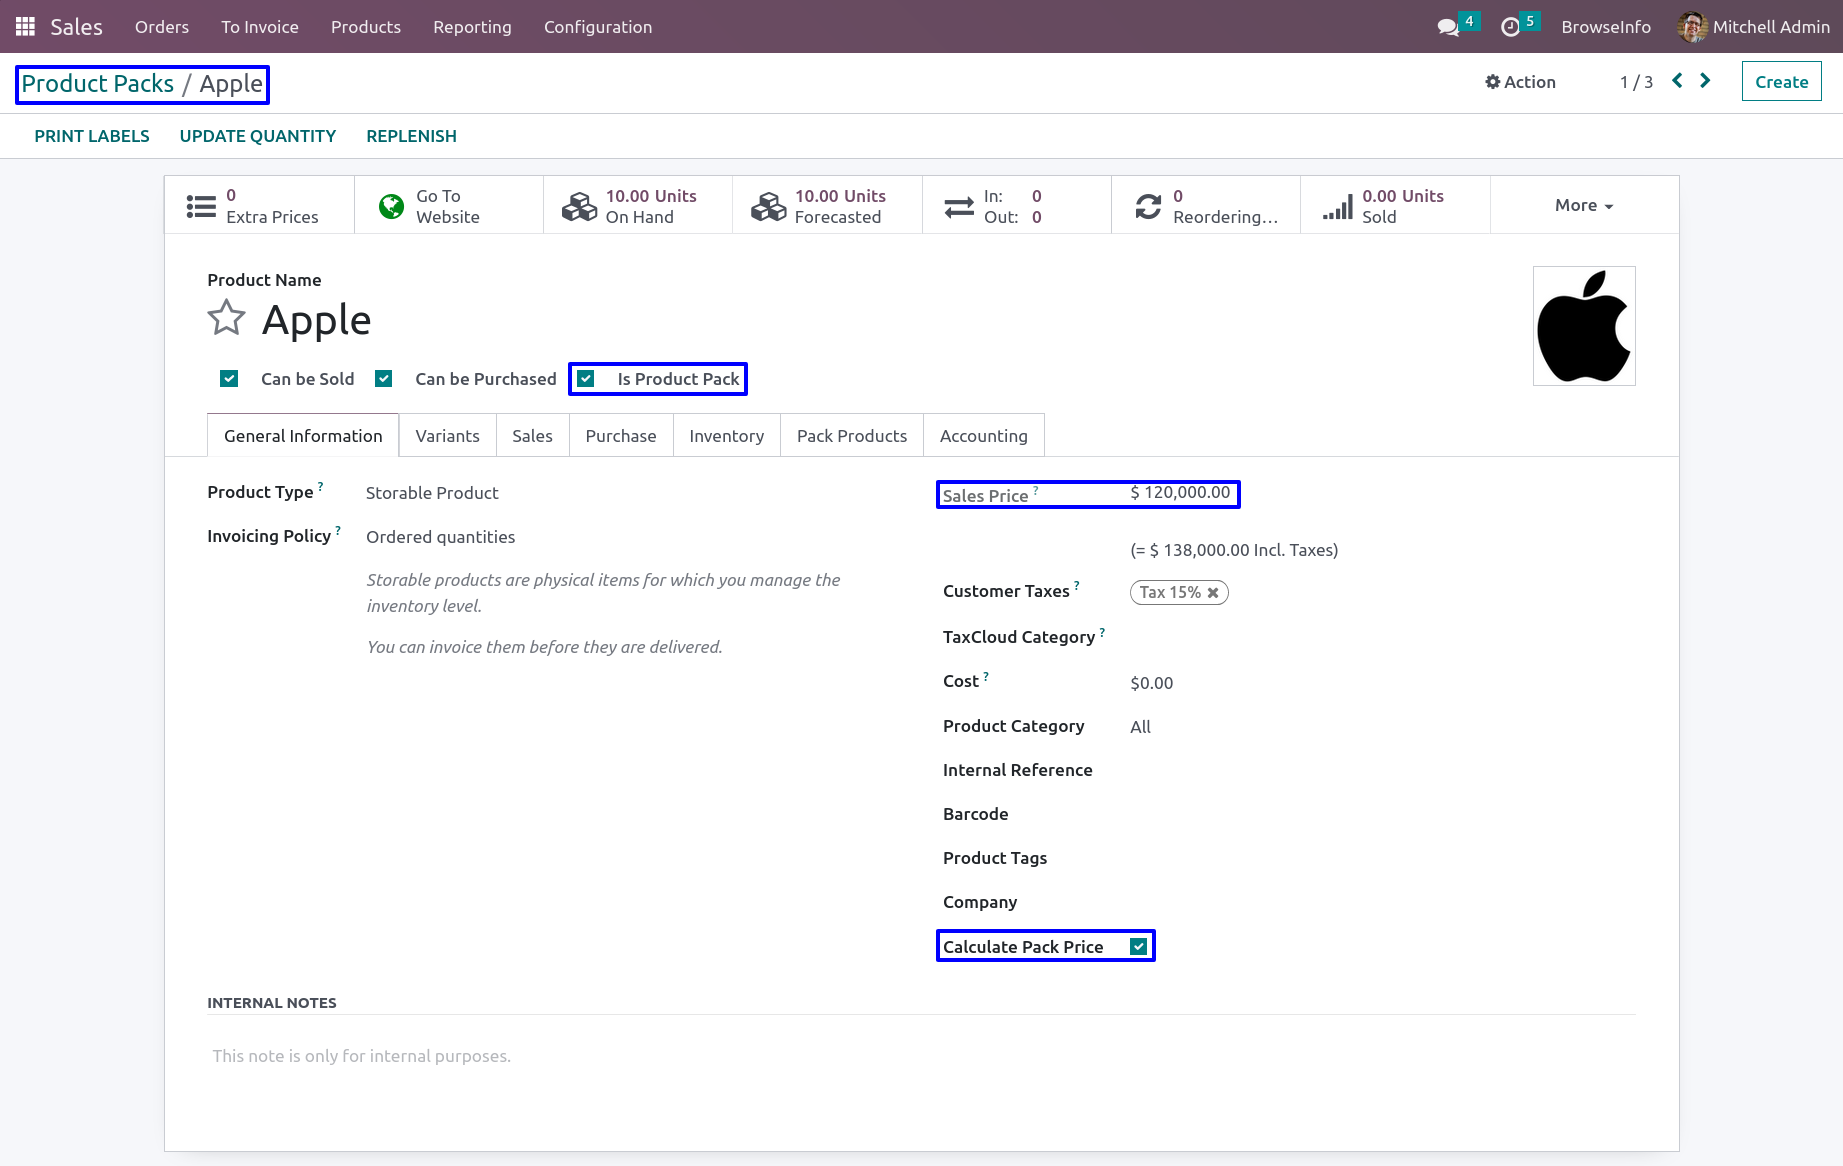 Sales Orders To Invoice Products Reporting Configuration 4 5 BrowseInfo Mitchell Admin
Product Packs / Apple Action 1 / 3 Create
PRINT LABELS UPDATE QUANTITY REPLENISH
0
Extra Prices
Go To
Website
10.00 Units
On Hand
10.00 Units
Forecasted
In: 0
Out: 0
0
Reordering...
0.00 Units
Sold
More
Product Name
Apple
Can be Sold Can be Purchased Is Product Pack
General Information Variants Sales Purchase Inventory Pack Products Accounting
Product Type ? Storable Product
Invoicing Policy ? Ordered quantities
Storable products are physical items for which you manage the
inventory level.
You can invoice them before they are delivered.
Sales Price ? $ 120,000.00
(= $ 138,000.00 Incl. Taxes)
Customer Taxes ? Tax 15% ✖
TaxCloud Category ?
Cost ? $0.00
Product Category All
Internal Reference
Barcode
Product Tags
Company
Calculate Pack Price
INTERNAL NOTES
This note is only for internal purposes.